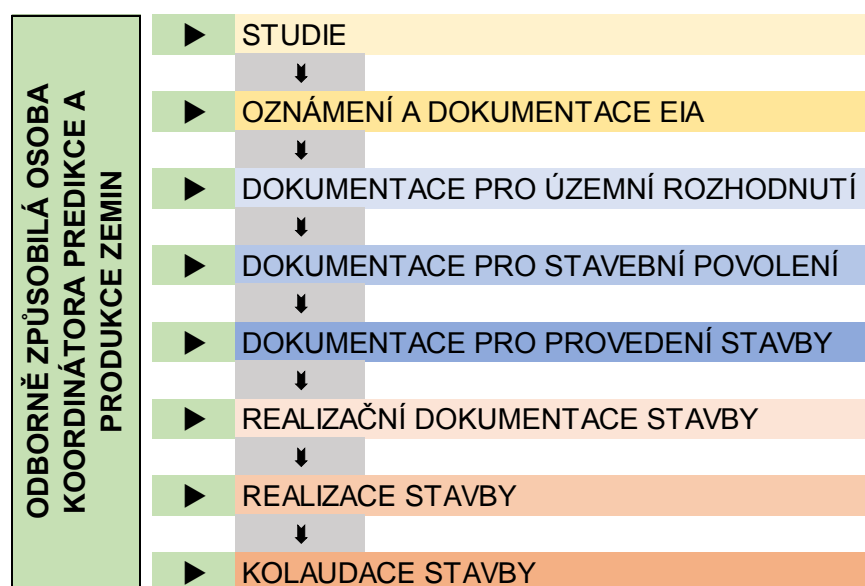 ODBORNĚ ZPŮSOBILÁ OSOBA
KOORDINÁTORA PREDIKCE A
PRODUKCE ZEMIN
STUDIE
OZNÁMENÍ A DOKUMENTACE EIA
DOKUMENTACE PRO ÚZEMNÍ ROZHODNUTÍ
DOKUMENTACE PRO STAVEBNÍ POVOLENÍ
DOKUMENTACE PRO PROVEDENÍ STAVBY
REALIZAČNÍ DOKUMENTACE STAVBY
REALIZACE STAVBY
KOLAUDACE STAVBY